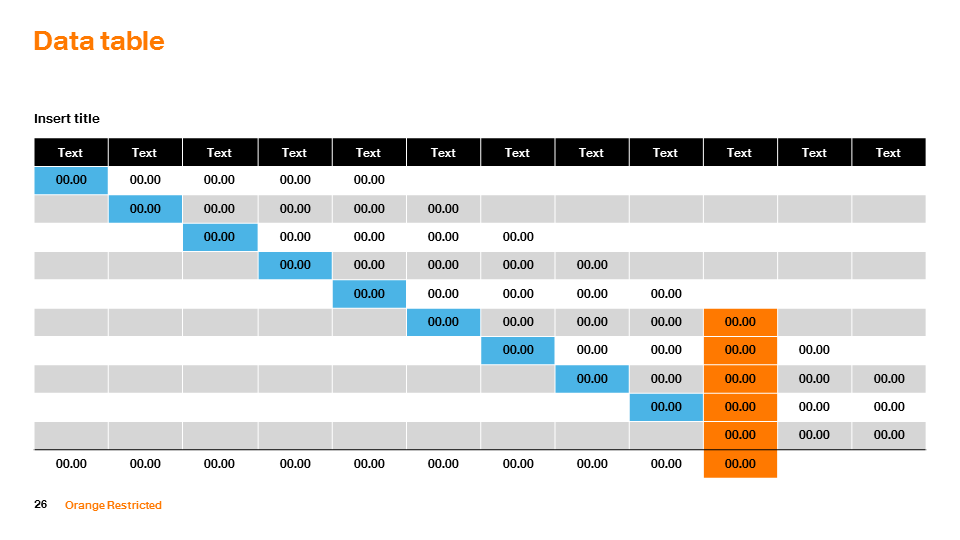 Data table
Insert title
Text Text Text Text Text Text Text Text Text Text Text Text
00.00 00.00 00.00 00.00 00.00
00.00 00.00 00.00 00.00 00.00
00.00 00.00 00.00 00.00 00.00
00.00 00.00 00.00 00.00 00.00
00.00 00.00 00.00 00.00 00.00
00.00 00.00 00.00 00.00 00.00
00.00 00.00 00.00 00.00 00.00
00.00 00.00 00.00 00.00 00.00
00.00 00.00 00.00 00.00
00.00 00.00 00.00
00.00 00.00 00.00 00.00 00.00 00.00 00.00 00.00 00.00 00.00
26 Orange Restricted